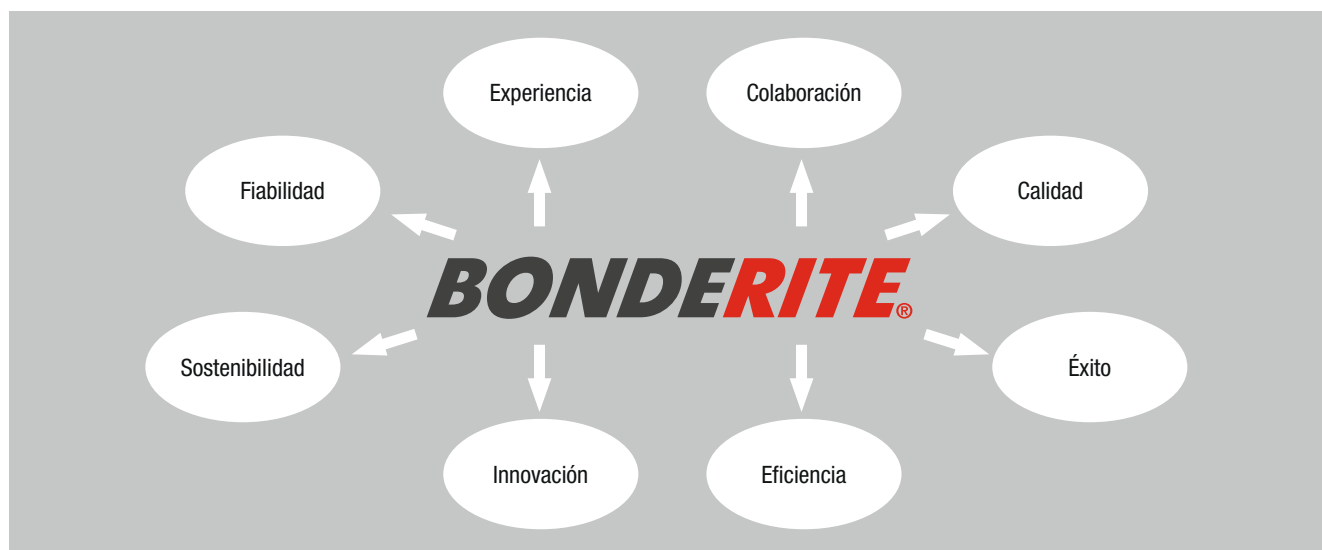 Experiencia
Colaboración
Fiabilidad
Calidad
BONDERITE®
Sostenibilidad
Éxito
Innovación
Eficiencia